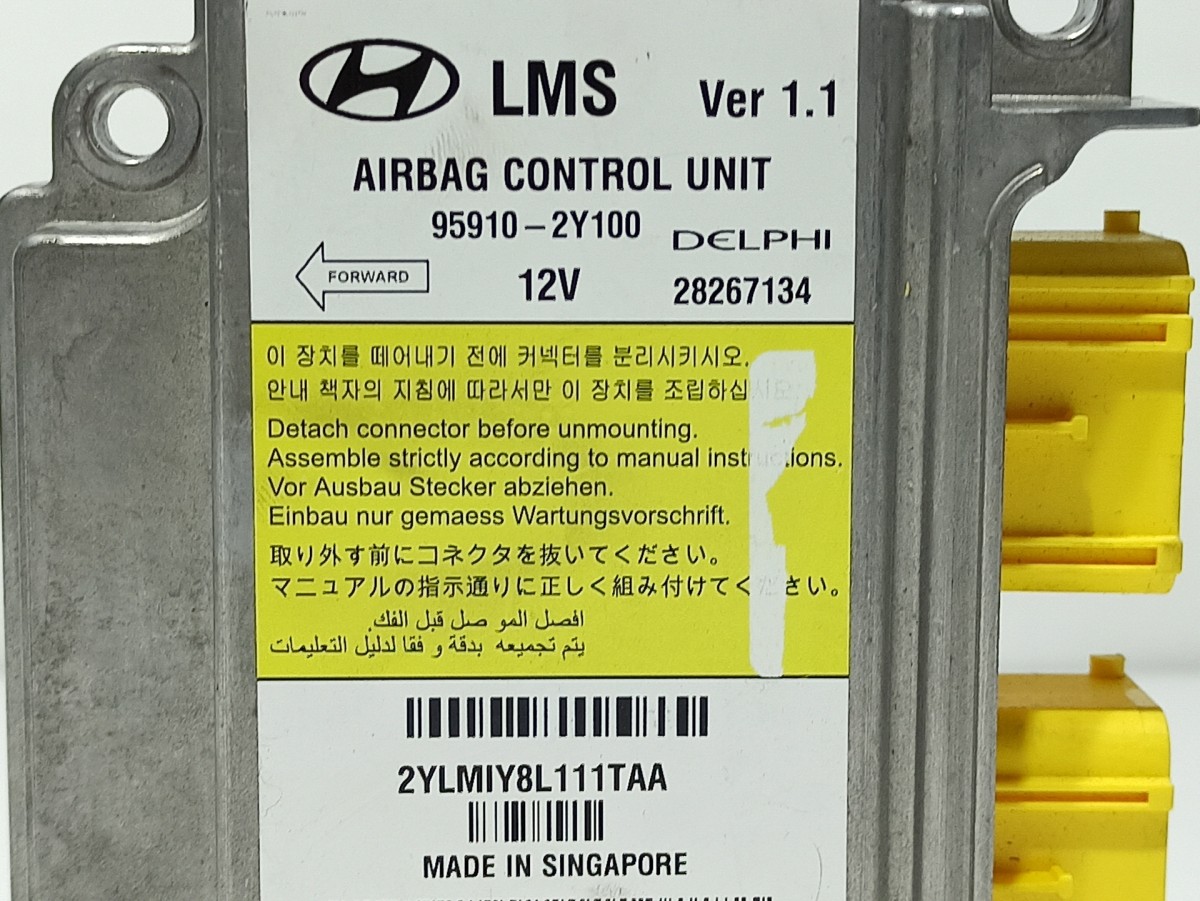 LMS Ver 1.1
AIRBAG CONTROL UNIT
95910-2Y100 DELPHI
FORWARD 12V 28267134
이 장치를 떼어내기 전에 커넥터를 분리시키시오.
안내 책자의 지침에 따라서만 이 장치를 조립하십시오.
Detach connector before unmounting.
Assemble strictly according to manual instructions.
Vor Ausbau Stecker abziehen.
Einbau nur gemaess Wartungsvorschrift.
取り外す前にコネクタを抜いてください。
マニュアルの指示通りに正しく組み付けてください。
افصل المو صل قبل الفك.
يتم تجميعه بدقة و فقا لدليل التعليمات
2YLMIY8L111TAA
MADE IN SINGAPORE